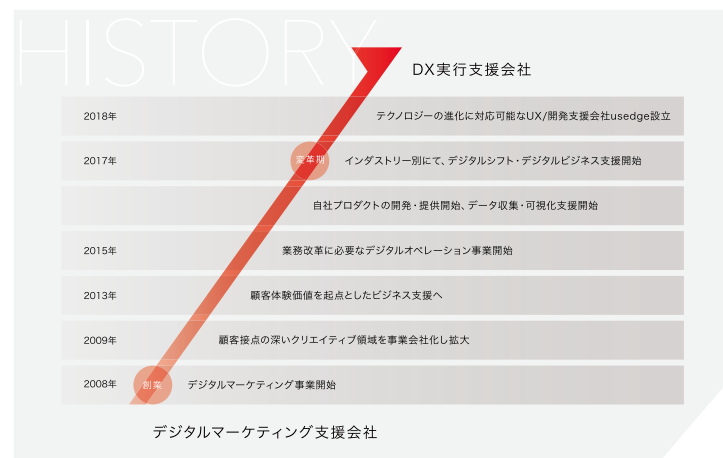 HISTORY
DX実行支援会社
2018年 テクノロジーの進化に対応可能なUX/開発支援会社usedge設立
2017年 変革期 インダストリー別にて、デジタルシフト・デジタルビジネス支援開始
自社プロダクトの開発・提供開始、データ収集・可視化支援開始
2015年 業務改革に必要なデジタルオペレーション事業開始
2013年 顧客体験価値を起点としたビジネス支援へ
2009年 顧客接点の深いクリエイティブ領域を事業会社化し拡大
2008年 創業 デジタルマーケティング事業開始
デジタルマーケティング支援会社